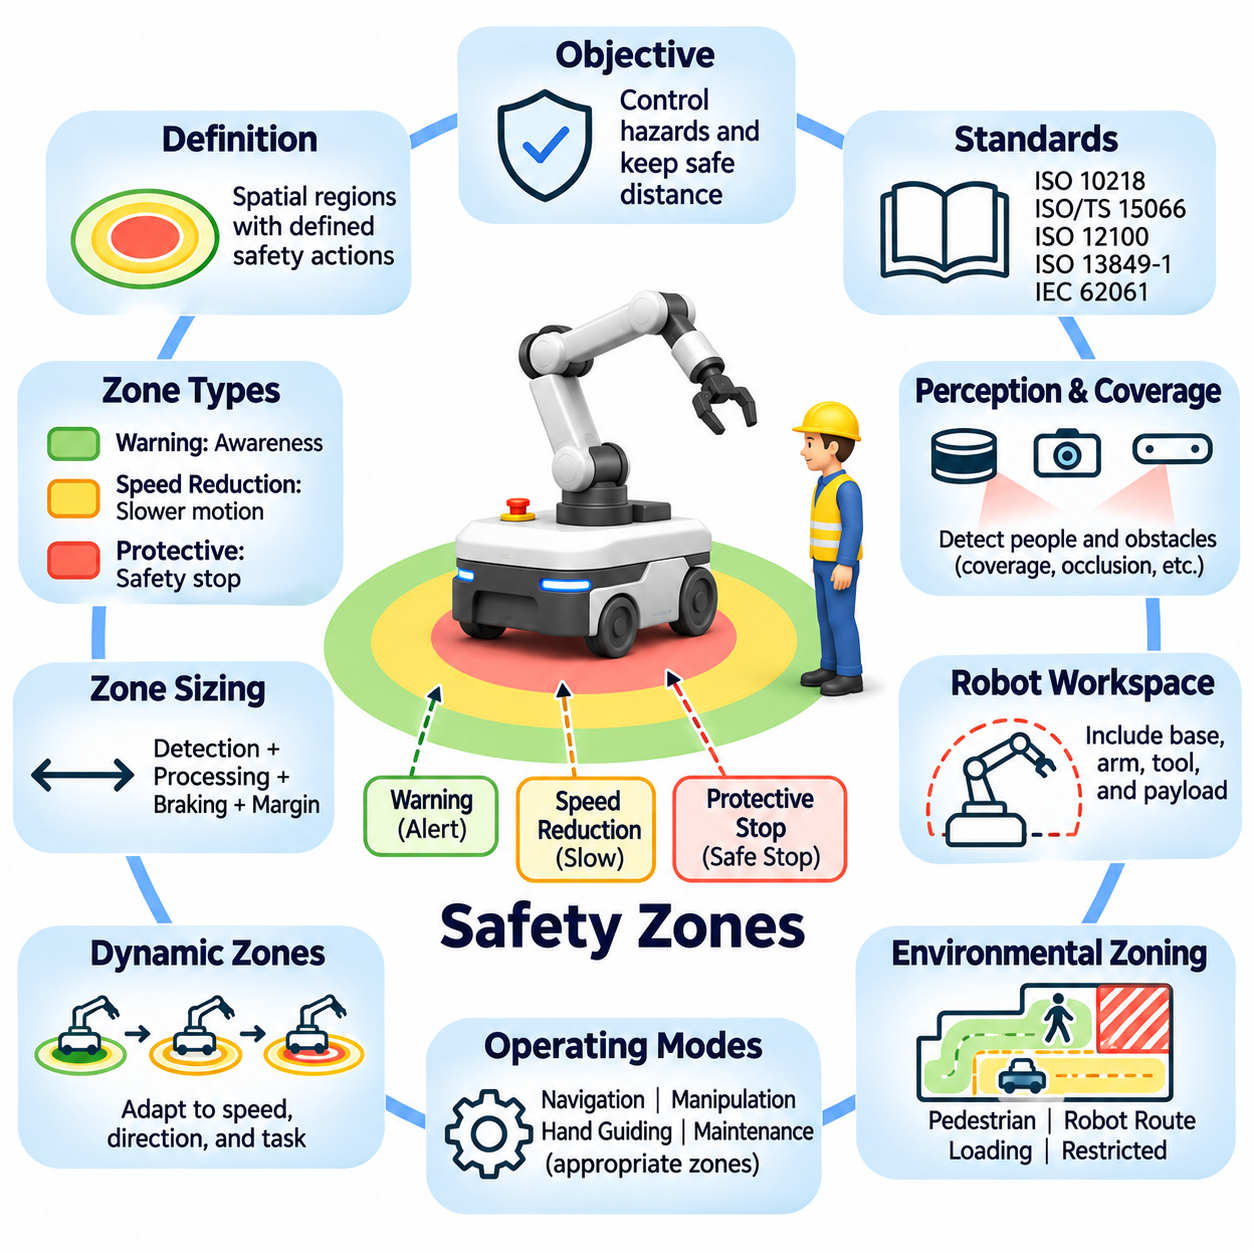 Objective
Control
hazards and
keep safe
distance
Definition
Spatial regions
with defined
safety actions
Standards
ISO 10218
ISO/TS 15066
ISO 12100
ISO 13849-1
IEC 62061
Zone Types
Warning: Awareness
Speed Reduction:
Slower motion
Protective:
Safety stop
Perception & Coverage
Detect people and obstacles
(coverage, occlusion, etc.)
Zone Sizing
Detection +
Processing +
Braking + Margin
Robot Workspace
Include base,
arm, tool,
and payload
Warning
(Alert)
Speed
Reduction
(Slow)
Protective
Stop
(Safe Stop)
Safety Zones
Dynamic Zones
Adapt to speed,
direction, and task
Operating Modes
Navigation | Manipulation
Hand Guiding | Maintenance
(appropriate zones)
Environmental Zoning
Pedestrian | Robot Route
Loading | Restricted